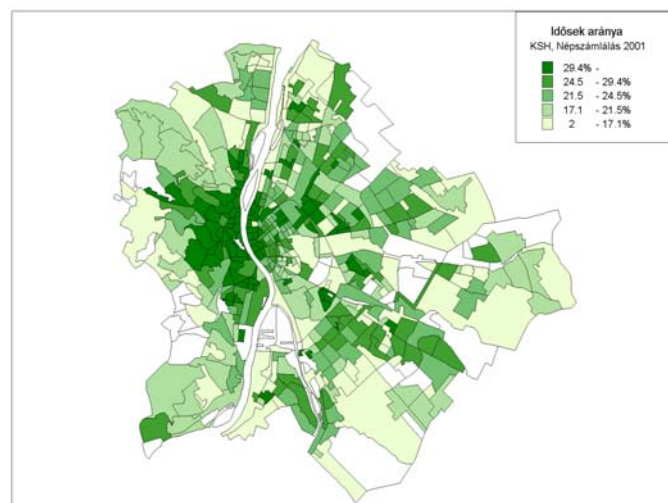 Idősek aránya
KSH, Népszámlálás 2001
29.4% -
24.5 - 29.4%
21.5 - 24.5%
17.1 - 21.5%
2 - 17.1%